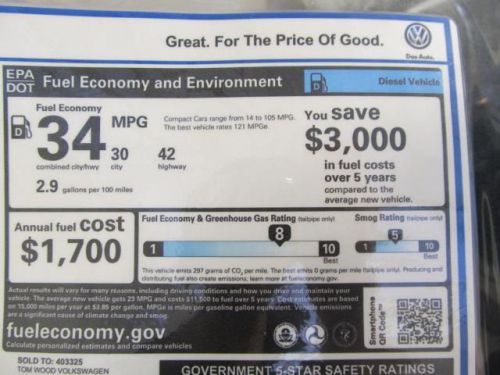 Great. For The Price Of Good.
Das Auto.
EPA
DOT
Fuel Economy and Environment
Diesel Vehicle
Fuel Economy
34 MPG
30
42
combined city/hwy
city
highway
2.9 gallons per 100 miles
Compact Cars range from 14 to 105 MPG.
The best vehicle rates 121 MPGe.
You save
$3,000
in fuel costs
over 5 years
compared to the
average new vehicle.
Annual fuel cost
$1,700
Fuel Economy & Greenhouse Gas Rating (tailpipe only)
8
1
10
Best
Smog Rating (tailpipe only)
5
1
10
Best
This vehicle emits 297 grams of CO2 per mile. The best emits 0 grams per mile (tailpipe only). Producing and
distributing fuel also create emissions; learn more at fueleconomy.gov.
Actual results will vary for many reasons, including driving conditions and how you drive and maintain your
vehicle. The average new vehicle gets 23 MPG and costs $11,500 to fuel over 5 years. Cost estimates are based
on 15,000 miles per year at $3.85 per gallon. MPGe is miles per gasoline gallon equivalent. Vehicle emissions
are a significant cause of climate change and smog.
fueleconomy.gov
Calculate personalized estimates and compare vehicles
Smartphone
QR Code™
SOLD TO: 403325
TOM WOOD VOLKSWAGEN
GOVERNMENT 5-STAR SAFETY RATINGS